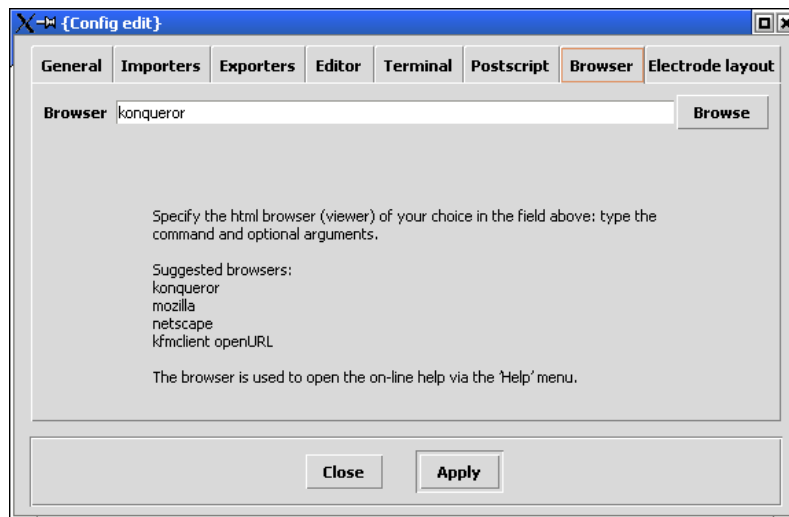 {Config edit}
General Importers Exporters Editor Terminal Postscript Browser Electrode layout
Browser konqueror Browse
Specify the html browser (viewer) of your choice in the field above: type the
command and optional arguments.
Suggested browsers:
konqueror
mozilla
netscape
kfmclient openURL
The browser is used to open the on-line help via the 'Help' menu.
Close Apply